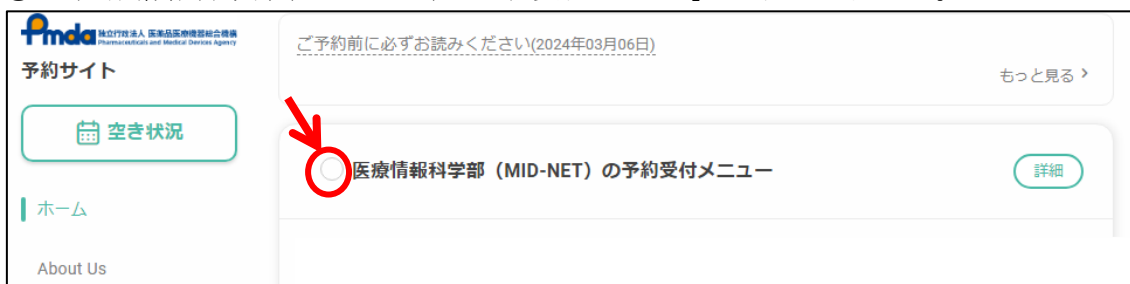 Pmda 独立行政法人 医薬品医療機器総合機構
Pharmaceuticals and Medical Devices Agency
予約サイト
空き状況
ホーム
About Us
ご予約前に必ずお読みください(2024年03月06日)
もっと見る
医療情報科学部（MID-NET）の予約受付メニュー
詳細